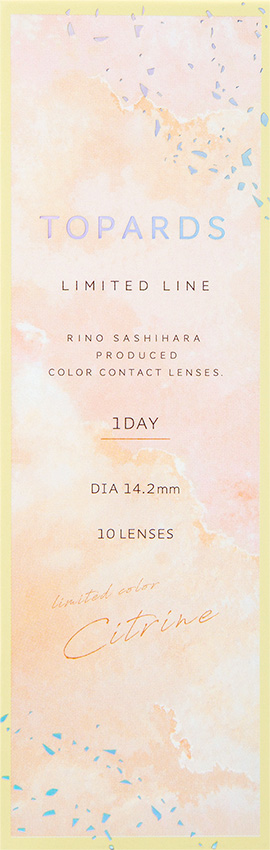 TOPARDS
LIMITED LINE
RINO SASHIHARA
PRODUCED
COLOR CONTACT LENSES.
1DAY
DIA 14.2mm
10 LENSES
limited color
Citrine